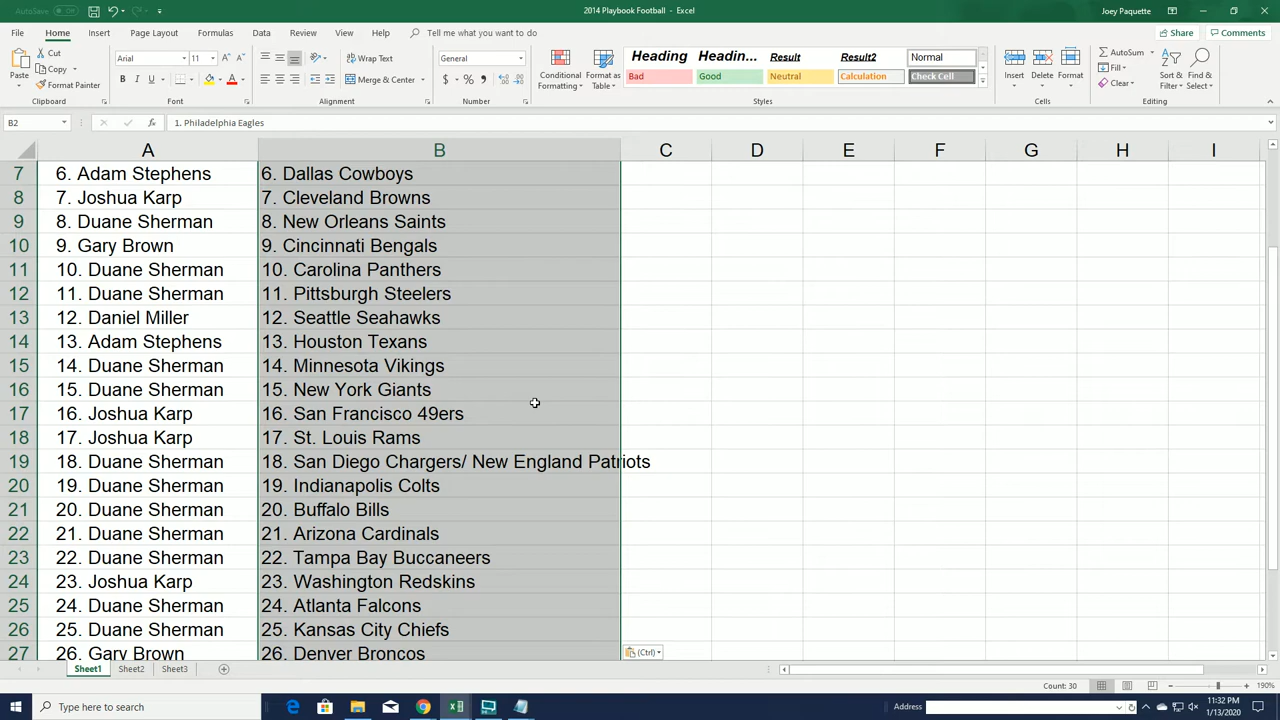 AutoSave Off 2014 Playbook Football - Excel Joey Paquette
File Home Insert Page Layout Formulas Data Review View Help Tell me what you want to do Share Comments
Paste Cut Copy Format Painter Clipboard
Arial 11 B I U A Font
Wrap Text Merge & Center Alignment
General $ % Number
Conditional Formatting Format as Table
Heading Headin... Result Result2 Normal
Bad Good Neutral Calculation Check Cell
Styles
Insert Delete Format Cells
AutoSum Fill Clear Sort & Filter Find & Select Editing
B2 fx 1. Philadelphia Eagles
A B C D E F G H I
7 6. Adam Stephens 6. Dallas Cowboys
8 7. Joshua Karp 7. Cleveland Browns
9 8. Duane Sherman 8. New Orleans Saints
10 9. Gary Brown 9. Cincinnati Bengals
11 10. Duane Sherman 10. Carolina Panthers
12 11. Duane Sherman 11. Pittsburgh Steelers
13 12. Daniel Miller 12. Seattle Seahawks
14 13. Adam Stephens 13. Houston Texans
15 14. Duane Sherman 14. Minnesota Vikings
16 15. Duane Sherman 15. New York Giants
17 16. Joshua Karp 16. San Francisco 49ers
18 17. Joshua Karp 17. St. Louis Rams
19 18. Duane Sherman 18. San Diego Chargers/ New England Patriots
20 19. Duane Sherman 19. Indianapolis Colts
21 20. Duane Sherman 20. Buffalo Bills
22 21. Duane Sherman 21. Arizona Cardinals
23 22. Duane Sherman 22. Tampa Bay Buccaneers
24 23. Joshua Karp 23. Washington Redskins
25 24. Duane Sherman 24. Atlanta Falcons
26 25. Duane Sherman 25. Kansas City Chiefs
27 26. Gary Brown 26. Denver Broncos
(Ctrl)
Sheet1 Sheet2 Sheet3
Count: 30 190%
Type here to search Address 11:32 PM
1/13/2020